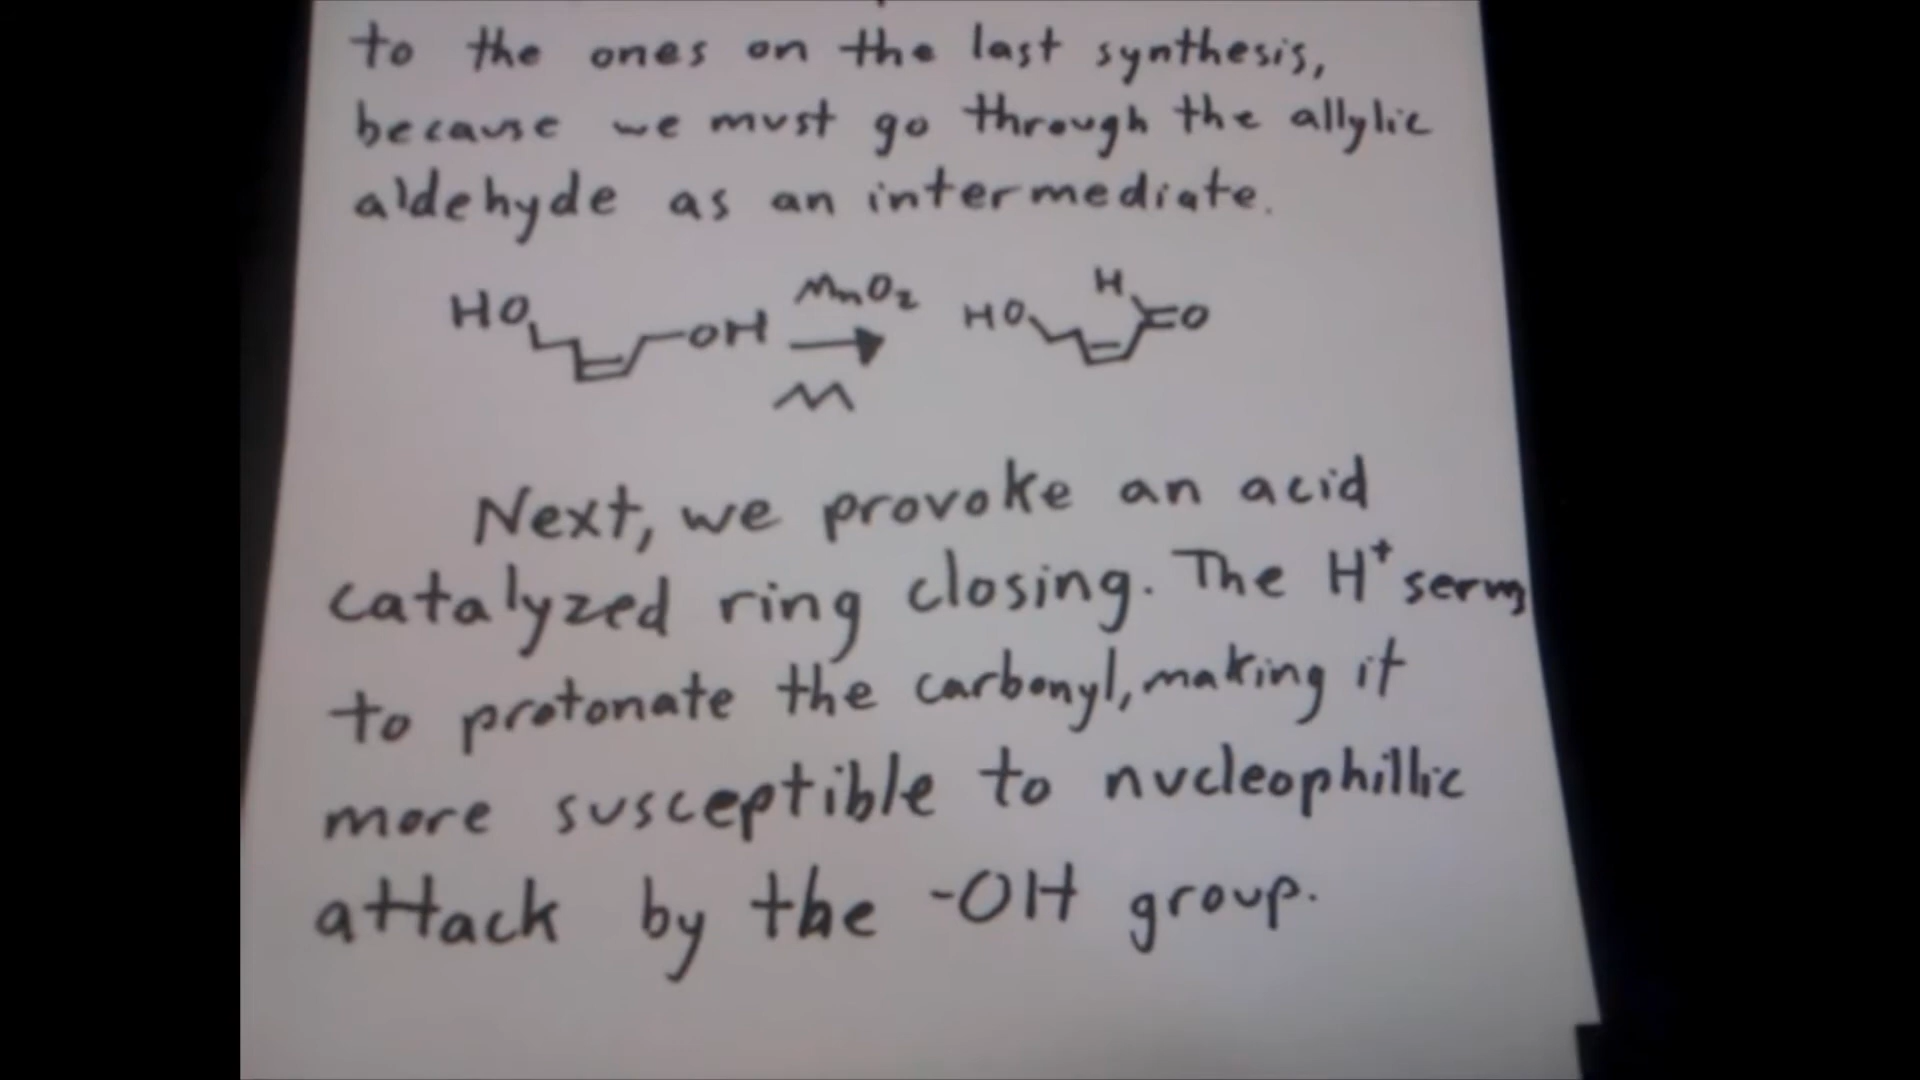 to the ones on the last synthesis,
because we must go through the allylic
aldehyde as an intermediate.
HO OH MnO2 HO H O
Next, we provoke an acid
catalyzed ring closing. The H+ serves
to protonate the carbonyl, making it
more susceptible to nucleophillic
attack by the -OH group.